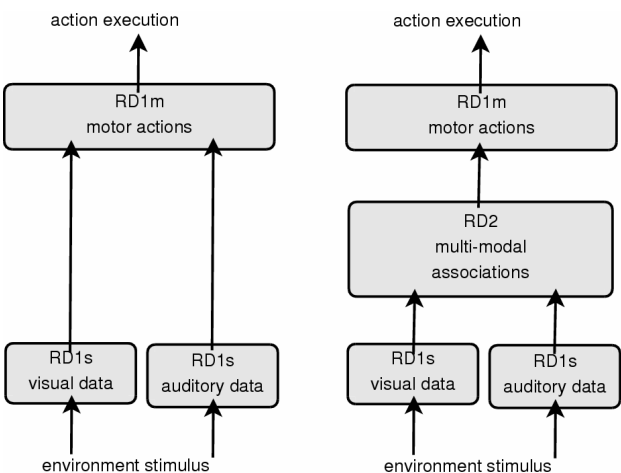 action execution
RD1m
motor actions
RD1s
visual data
RD1s
auditory data
environment stimulus
action execution
RD1m
motor actions
RD2
multi-modal
associations
RD1s
visual data
RD1s
auditory data
environment stimulus